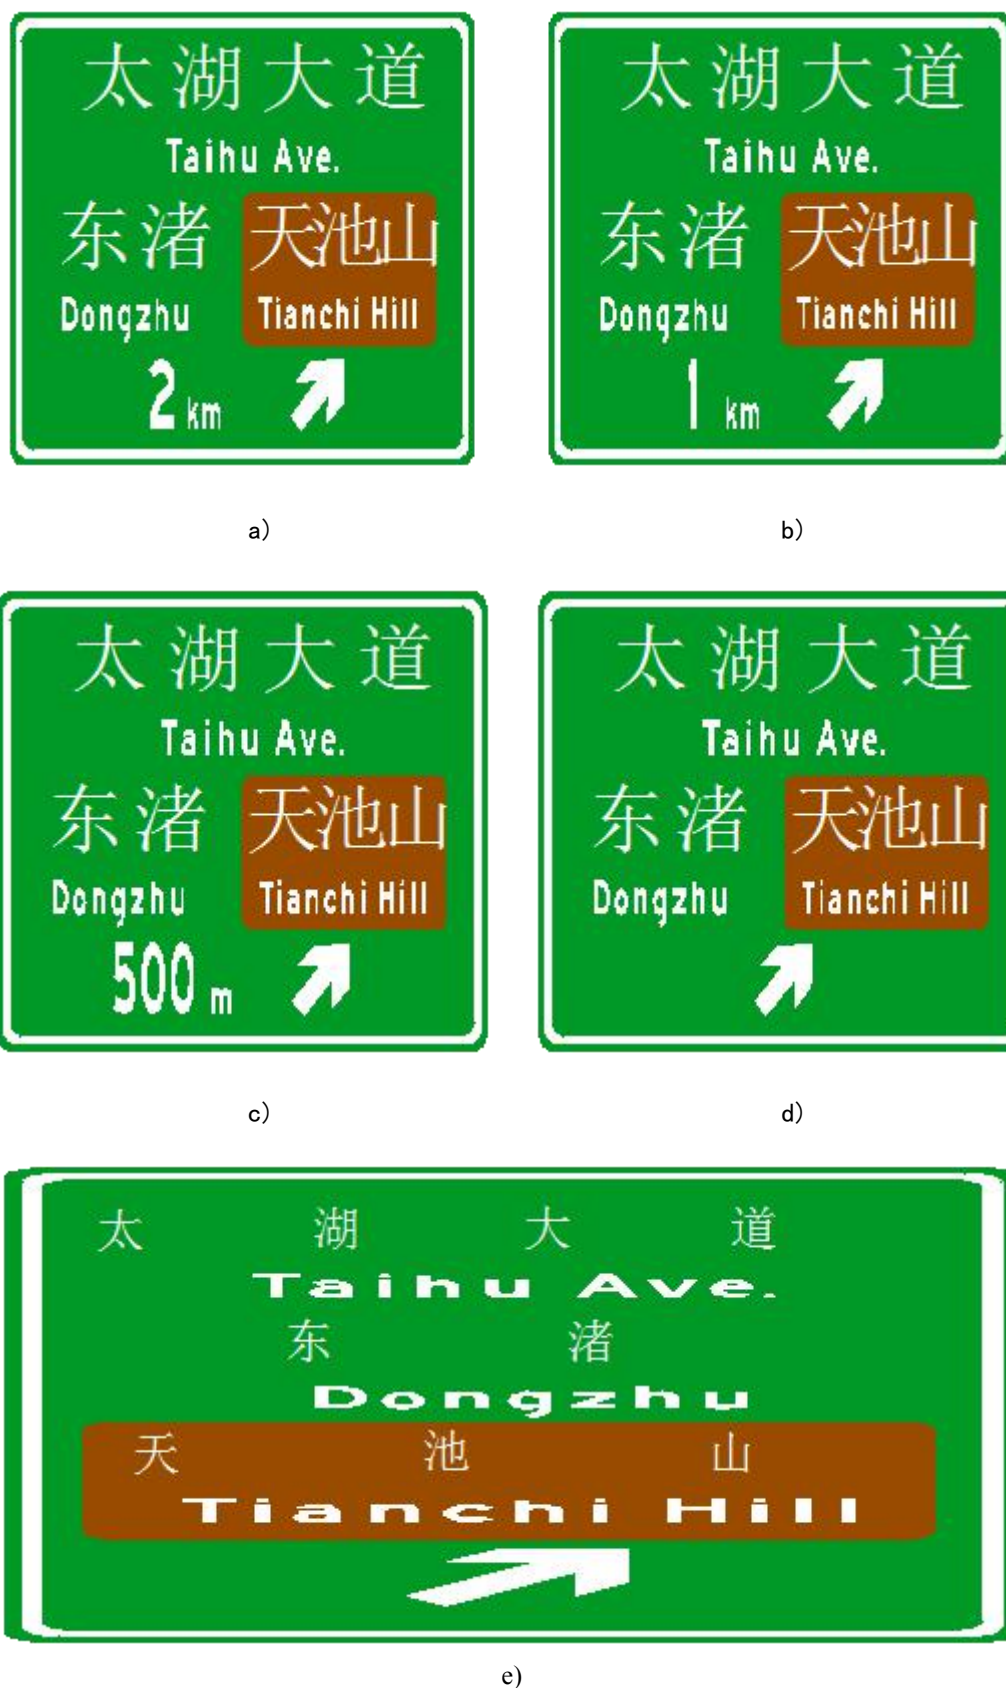 太湖大道
Taihu Ave.
东渚 天池山
Dongzhu Tianchi Hill
2 km
太湖大道
Taihu Ave.
东渚 天池山
Dongzhu Tianchi Hill
1 km
a)
b)
太湖大道
Taihu Ave.
东渚 天池山
Dongzhu Tianchi Hill
500 m
太湖大道
Taihu Ave.
东渚 天池山
Dongzhu Tianchi Hill
c)
d)
太湖大道
Taihu Ave.
东渚
Dongzhu
天池山
Tianchi Hill
e)